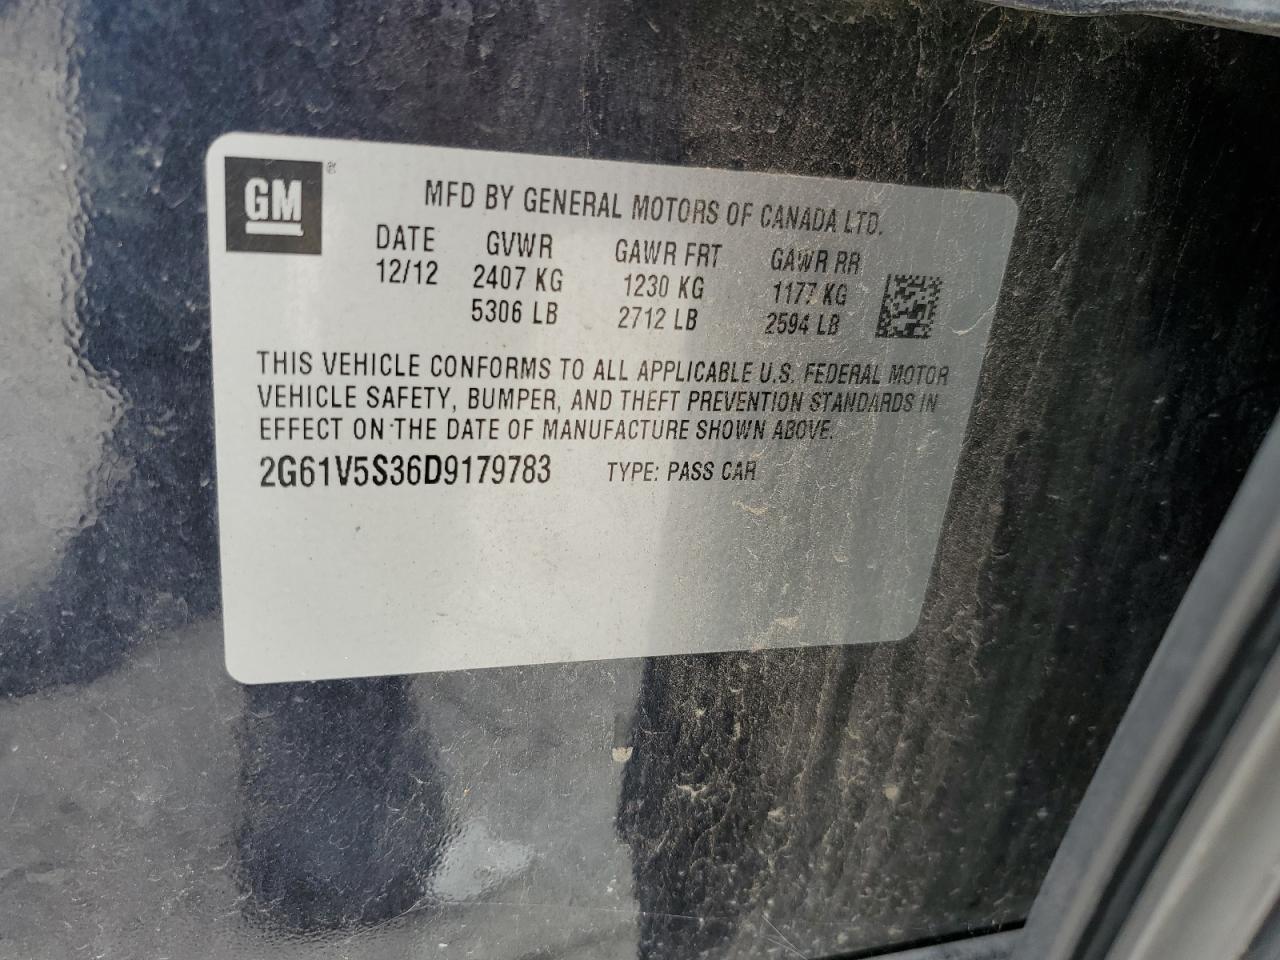 GM ®
MFD BY GENERAL MOTORS OF CANADA LTD.
DATE GVWR GAWR FRT GAWR RR
12/12 2407 KG 1230 KG 1177 KG
5306 LB 2712 LB 2594 LB
THIS VEHICLE CONFORMS TO ALL APPLICABLE U.S. FEDERAL MOTOR
VEHICLE SAFETY, BUMPER, AND THEFT PREVENTION STANDARDS IN
EFFECT ON THE DATE OF MANUFACTURE SHOWN ABOVE.
2G61V5S36D9179783 TYPE: PASS CAR